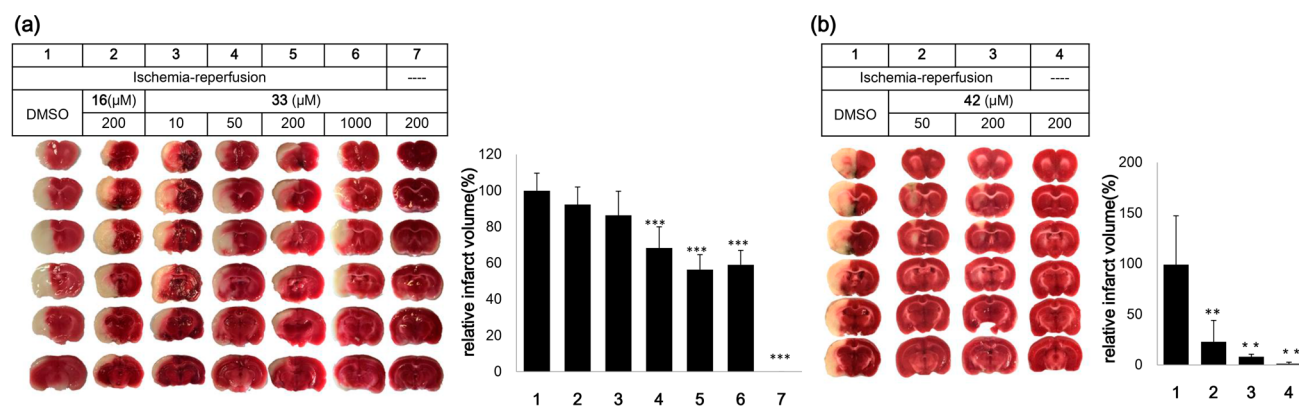 (a)
1 2 3 4 5 6 7
Ischemia-reperfusion ----
DMSO 16(μM) 33 (μM)
200 10 50 200 1000 200
relative infarct volume(%)
120
100
80
60
40
20
0
*** *** *** ***
1 2 3 4 5 6 7
(b)
1 2 3 4
Ischemia-reperfusion ----
DMSO 42 (μM)
50 200 200
relative infarct volume(%)
200
150
100
50
0
** ** **
1 2 3 4